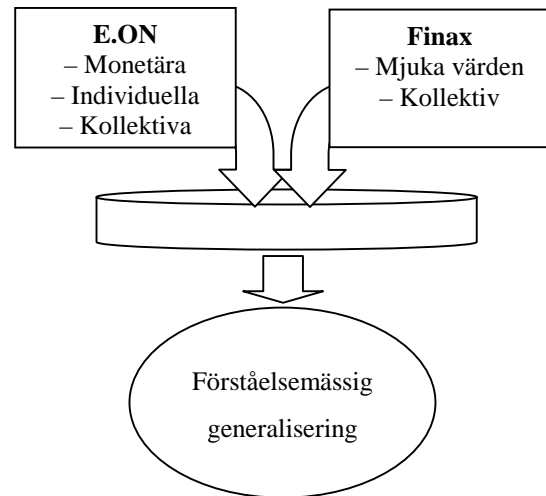 E.ON
– Monetära
– Individuella
– Kollektiva
Finax
– Mjuka värden
– Kollektiv
Förståelsemässig
generalisering